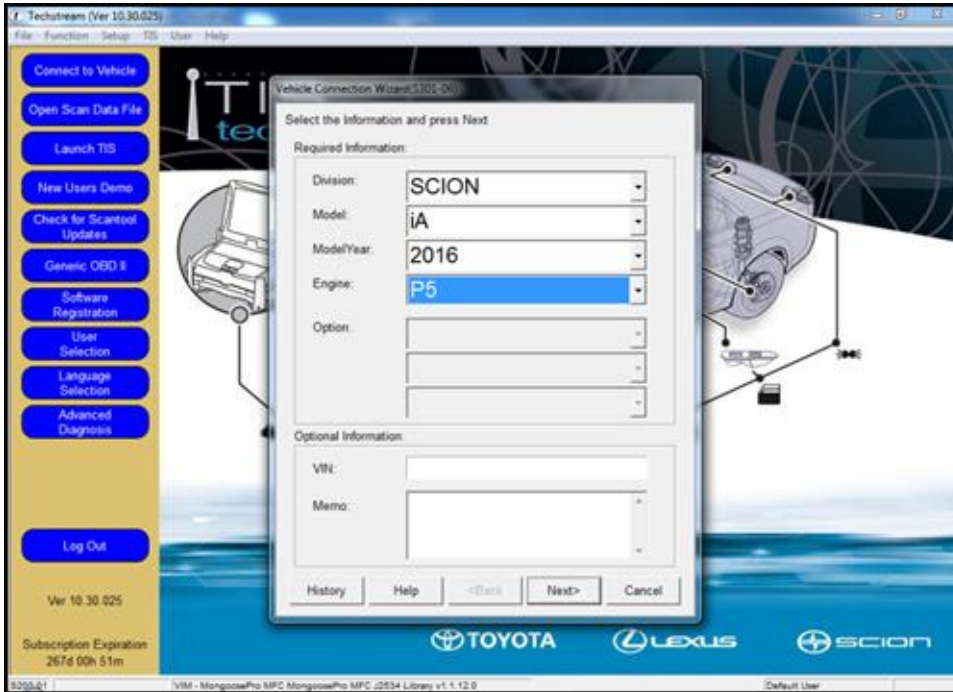 Techstream (Ver 10.30.025)
File Function Setup TIS User Help
Connect to Vehicle
Open Scan Data File
Launch TIS
New Users Demo
Check for Scantool
Updates
Generic OBD II
Software
Registration
User
Selection
Language
Selection
Advanced
Diagnosis
Log Out
Ver 10.30.025
Subscription Expiration
267d 00h 51m
Vehicle Connection Wizard(S301-06)
Select the Information and press Next
Required Information:
Division: SCION
Model: iA
ModelYear: 2016
Engine: P5
Option:
Optional Information:
VIN:
Memo:
History Help <Back Next> Cancel
TOYOTA LEXUS SCION
S200-01 VIM - MongoosePro MFC MongoosePro MFC J2534 Library v1.1.12.0 Default User